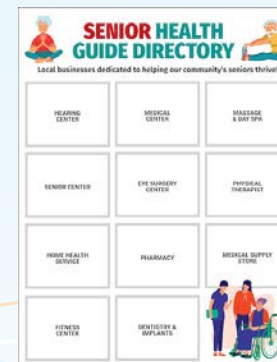 SENIOR HEALTH
GUIDE DIRECTORY
Local businesses dedicated to helping our community's seniors thrive!
HEARING
CENTER
MEDICAL
CENTER
MASSAGE
& DAY SPA
SENIOR CENTER
EYE SURGERY
CENTER
PHYSICAL
THERAPIST
HOME HEALTH
SERVICE
PHARMACY
MEDICAL SUPPLY
STORE
FITNESS
CENTER
DENTISTRY &
IMPLANTS